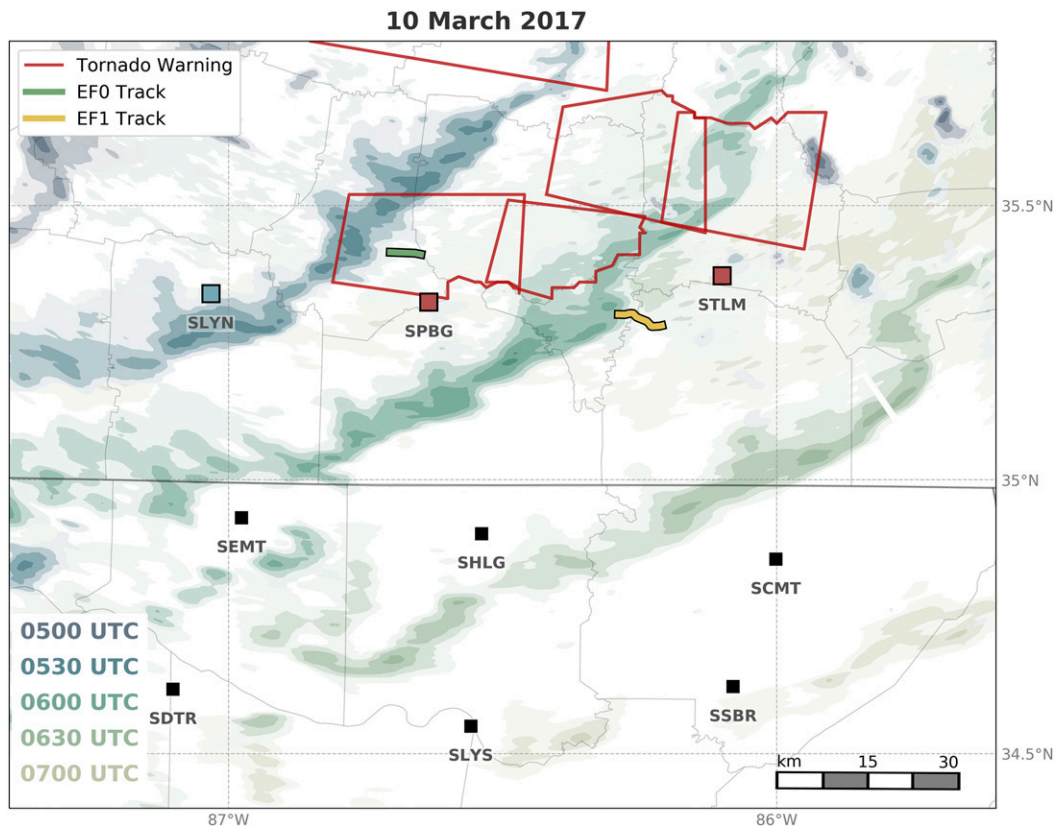 10 March 2017
Tornado Warning
EF0 Track
EF1 Track
35.5°N
SLYN
SPBG
STLM
35°N
SEMT
SHLG
SCMT
0500 UTC
0530 UTC
0600 UTC
0630 UTC
0700 UTC
SDTR
SSBR
SLYS
34.5°N
km 15 30
87°W
86°W